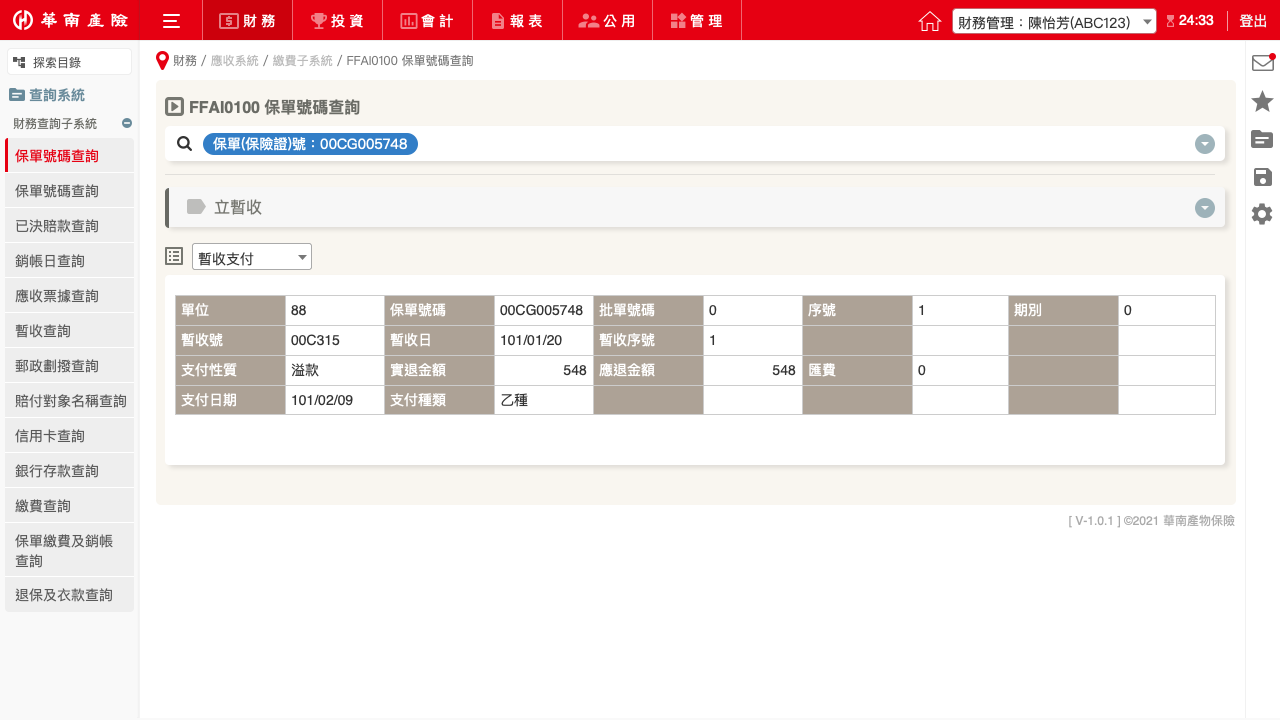 華南產險
財務
投資
會計
報表
公用
管理
財務管理：陳怡芳(ABC123)
24:33
登出
探索目錄
查詢系統
財務查詢子系統
保單號碼查詢
保單號碼查詢
已決賠款查詢
銷帳日查詢
應收票據查詢
暫收查詢
郵政劃撥查詢
賠付對象名稱查詢
信用卡查詢
銀行存款查詢
繳費查詢
保單繳費及銷帳
查詢
退保及衣款查詢
財務 / 應收系統 / 繳費子系統 / FFAI0100 保單號碼查詢
FFAI0100 保單號碼查詢
保單(保險證)號：00CG005748
立暫收
暫收支付
單位 88 保單號碼 00CG005748 批單號碼 0 序號 1 期別 0
暫收號 00C315 暫收日 101/01/20 暫收序號 1
支付性質 溢款 實退金額 548 應退金額 548 匯費 0
支付日期 101/02/09 支付種類 乙種
[ V-1.0.1 ] ©2021 華南產物保險